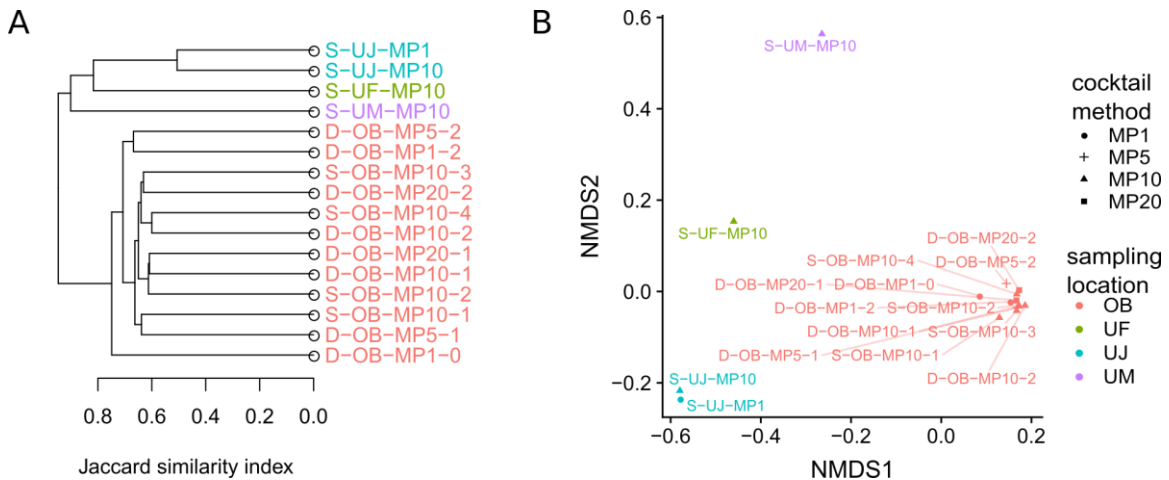 A
S-UJ-MP1
S-UJ-MP10
S-UF-MP10
S-UM-MP10
D-OB-MP5-2
D-OB-MP1-2
S-OB-MP10-3
D-OB-MP20-2
S-OB-MP10-4
D-OB-MP10-2
D-OB-MP20-1
D-OB-MP10-1
S-OB-MP10-2
S-OB-MP10-1
D-OB-MP5-1
D-OB-MP1-0
0.8 0.6 0.4 0.2 0.0
Jaccard similarity index
B
0.6
0.4
0.2
0.0
−0.2
NMDS2
S-UM-MP10
S-UF-MP10
D-OB-MP20-2
S-OB-MP10-4 D-OB-MP5-2
D-OB-MP20-1 D-OB-MP1-0
D-OB-MP1-2 S-OB-MP10-2
D-OB-MP10-1 S-OB-MP10-3
D-OB-MP5-1 S-OB-MP10-1
D-OB-MP10-2
S-UJ-MP10
S-UJ-MP1
−0.6 −0.4 −0.2 0.0 0.2
NMDS1
cocktail
method
MP1
MP5
MP10
MP20
sampling
location
OB
UF
UJ
UM